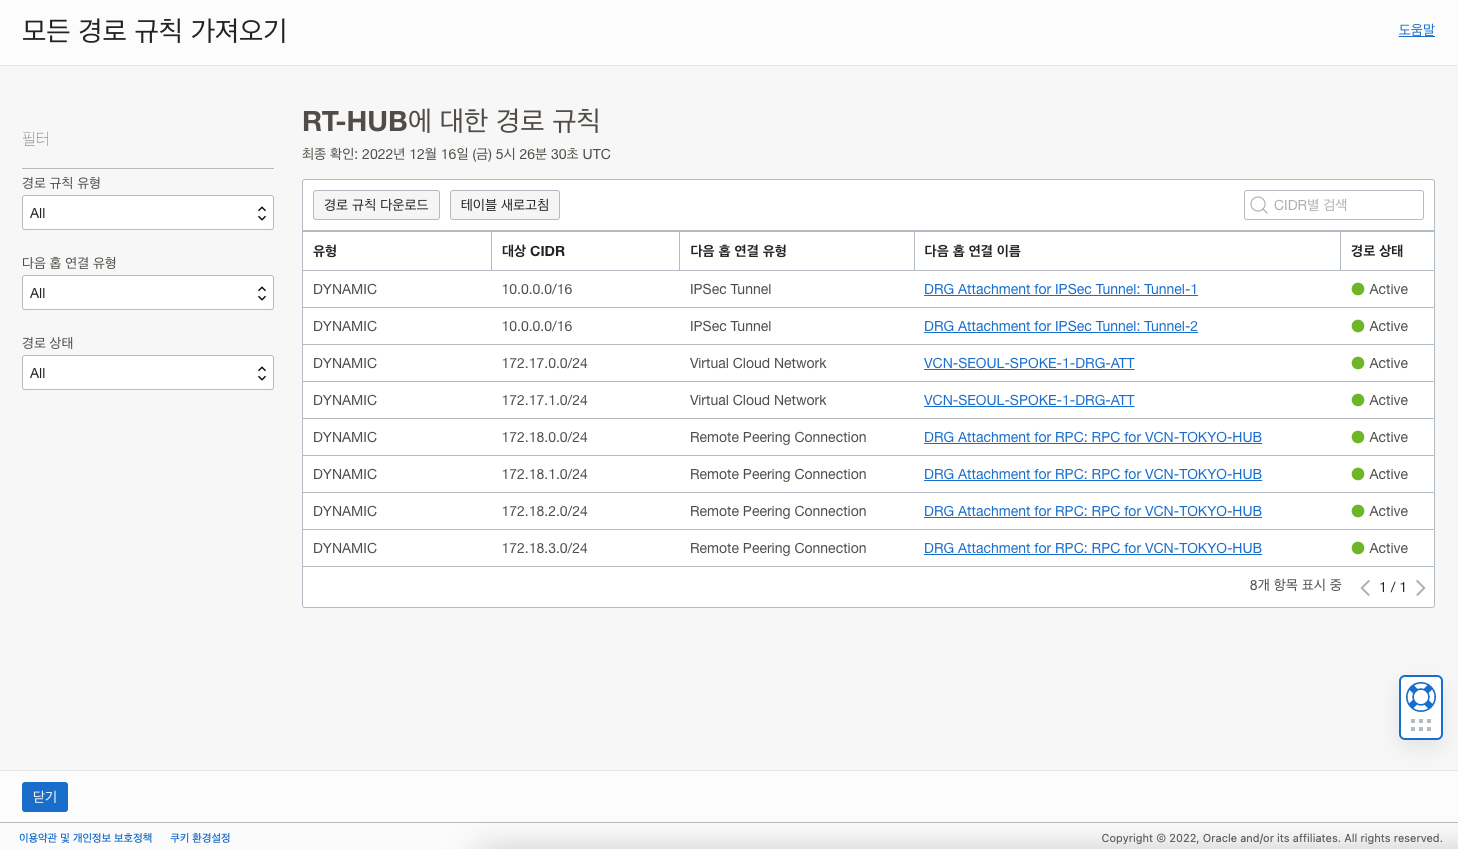 모든 경로 규칙 가져오기
도움말
필터
경로 규칙 유형
All
다음 홉 연결 유형
All
경로 상태
All
RT-HUB에 대한 경로 규칙
최종 확인: 2022년 12월 16일 (금) 5시 26분 30초 UTC
경로 규칙 다운로드 테이블 새로고침 CIDR별 검색
유형 대상 CIDR 다음 홉 연결 유형 다음 홉 연결 이름 경로 상태
DYNAMIC 10.0.0.0/16 IPSec Tunnel DRG Attachment for IPSec Tunnel: Tunnel-1 Active
DYNAMIC 10.0.0.0/16 IPSec Tunnel DRG Attachment for IPSec Tunnel: Tunnel-2 Active
DYNAMIC 172.17.0.0/24 Virtual Cloud Network VCN-SEOUL-SPOKE-1-DRG-ATT Active
DYNAMIC 172.17.1.0/24 Virtual Cloud Network VCN-SEOUL-SPOKE-1-DRG-ATT Active
DYNAMIC 172.18.0.0/24 Remote Peering Connection DRG Attachment for RPC: RPC for VCN-TOKYO-HUB Active
DYNAMIC 172.18.1.0/24 Remote Peering Connection DRG Attachment for RPC: RPC for VCN-TOKYO-HUB Active
DYNAMIC 172.18.2.0/24 Remote Peering Connection DRG Attachment for RPC: RPC for VCN-TOKYO-HUB Active
DYNAMIC 172.18.3.0/24 Remote Peering Connection DRG Attachment for RPC: RPC for VCN-TOKYO-HUB Active
8개 항목 표시 중 1 / 1
닫기
이용약관 및 개인정보 보호정책 쿠키 환경설정 Copyright © 2022, Oracle and/or its affiliates. All rights reserved.